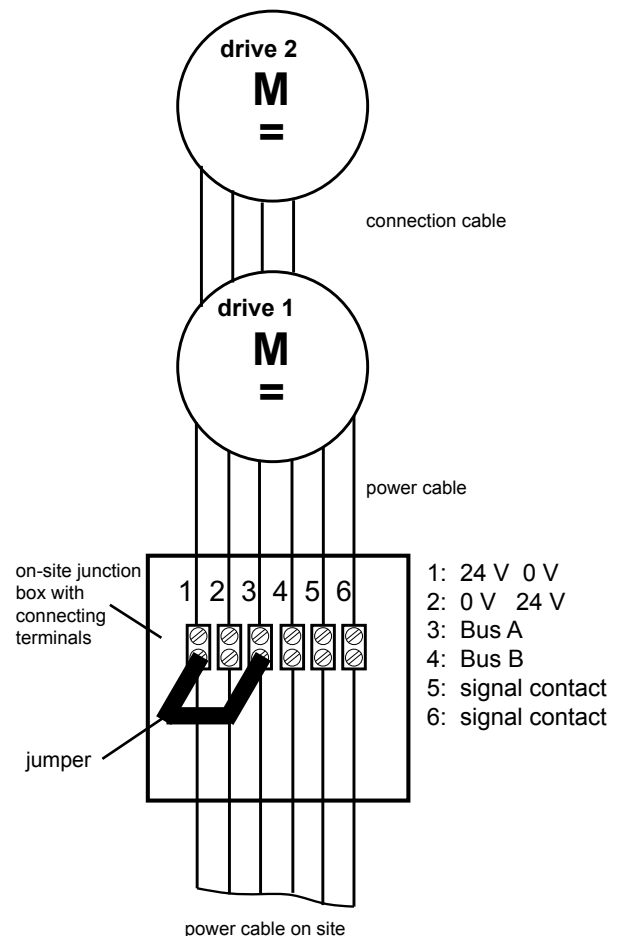 drive 2
M
=
connection cable
drive 1
M
=
power cable
on-site junction
box with
connecting
terminals
1 2 3 4 5 6
1: 24 V 0 V
2: 0 V 24 V
3: Bus A
4: Bus B
5: signal contact
6: signal contact
jumper
power cable on site